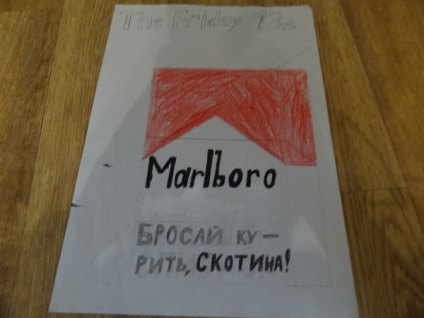 The Friday 13th
Marlboro
БРОСАЙ КУ-
РИТЬ, СКОТИНА!